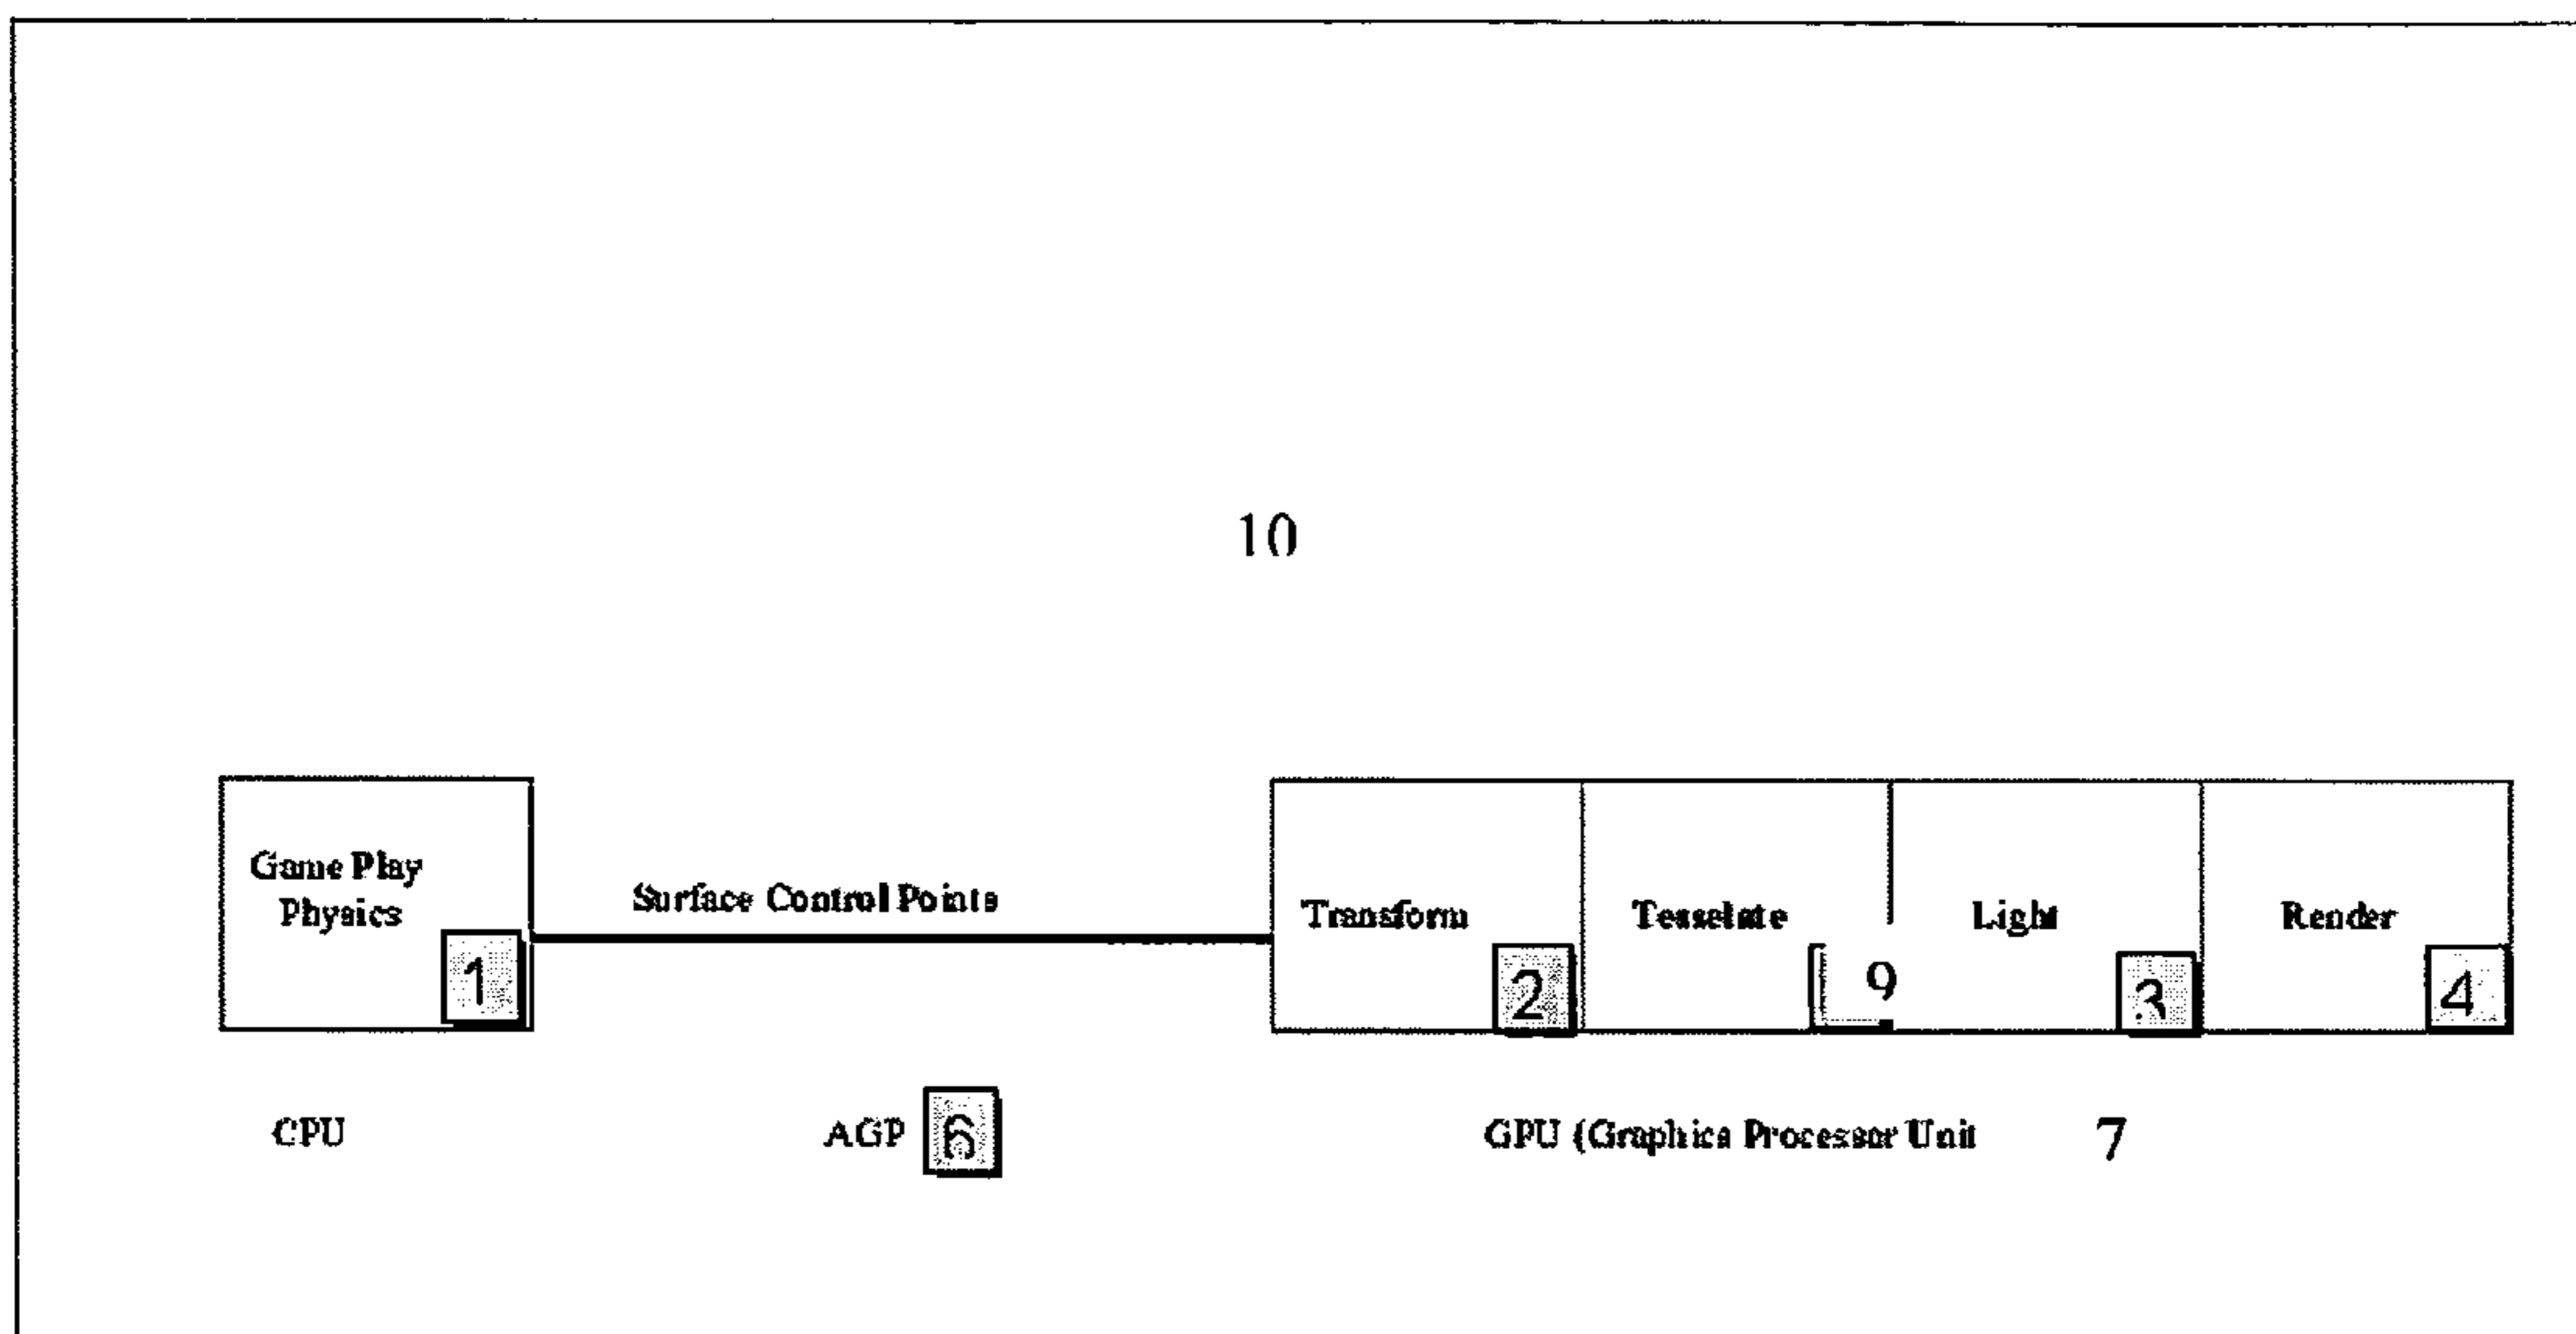 10
Game Play
Physics
1
Surface Control Points
Transform
2
Tesselate
9
Light
3
Render
4
CPU
AGP 6
GPU (Graphics Processor Unit 7